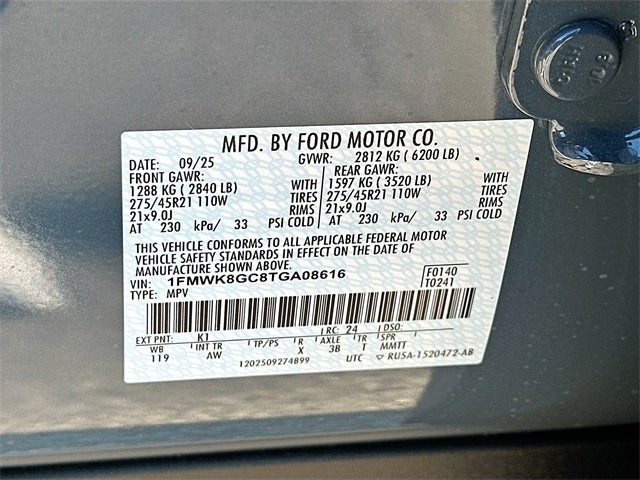 MFD. BY FORD MOTOR CO.
DATE: 09/25 GVWR: 2812 KG ( 6200 LB)
FRONT GAWR: REAR GAWR:
1288 KG ( 2840 LB) WITH 1597 KG ( 3520 LB) WITH
275/45R21 110W TIRES 275/45R21 110W TIRES
21x9.0J RIMS 21x9.0J RIMS
AT 230 kPa/ 33 PSI COLD AT 230 kPa/ 33 PSI COLD
THIS VEHICLE CONFORMS TO ALL APPLICABLE FEDERAL MOTOR
VEHICLE SAFETY STANDARDS IN EFFECT ON THE DATE OF
MANUFACTURE SHOWN ABOVE.
VIN: 1FMWK8GC8TGA08616 F0140
TYPE: MPV T0241
EXT PNT: K1 RC: 24
WB INT TR TP/PS R AXLE TR SPR
119 AW X 3B T MMTT
1202509274899 UTC RU5A-1520472-AB